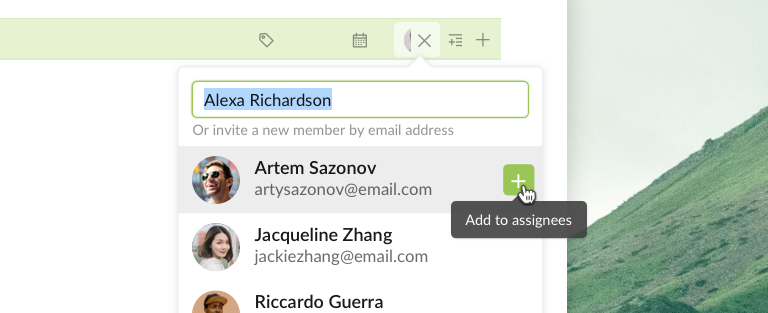 Alexa Richardson
Or invite a new member by email address
Artem Sazonov
artysazonov@email.com
Add to assignees
Jacqueline Zhang
jackiezhang@email.com
Riccardo Guerra